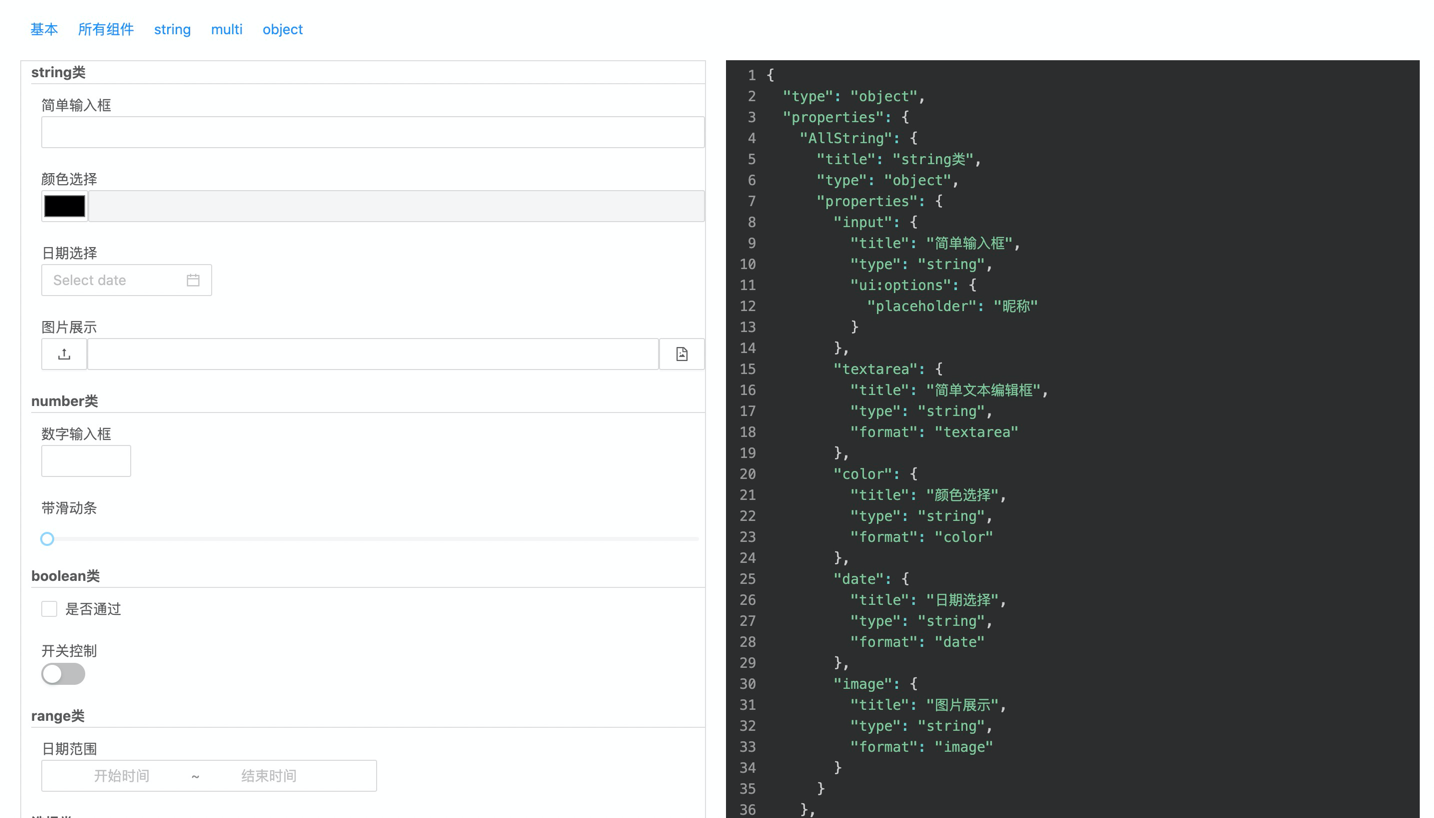 基本 所有组件 string multi object
string类
简单输入框
颜色选择
日期选择
Select date
图片展示
number类
数字输入框
带滑动条
boolean类
是否通过
开关控制
range类
日期范围
开始时间 ~ 结束时间
1 {
2 "type": "object",
3 "properties": {
4 "AllString": {
5 "title": "string类",
6 "type": "object",
7 "properties": {
8 "input": {
9 "title": "简单输入框",
10 "type": "string",
11 "ui:options": {
12 "placeholder": "昵称"
13 }
14 },
15 "textarea": {
16 "title": "简单文本编辑框",
17 "type": "string",
18 "format": "textarea"
19 },
20 "color": {
21 "title": "颜色选择",
22 "type": "string",
23 "format": "color"
24 },
25 "date": {
26 "title": "日期选择",
27 "type": "string",
28 "format": "date"
29 },
30 "image": {
31 "title": "图片展示",
32 "type": "string",
33 "format": "image"
34 }
35 }
36 },